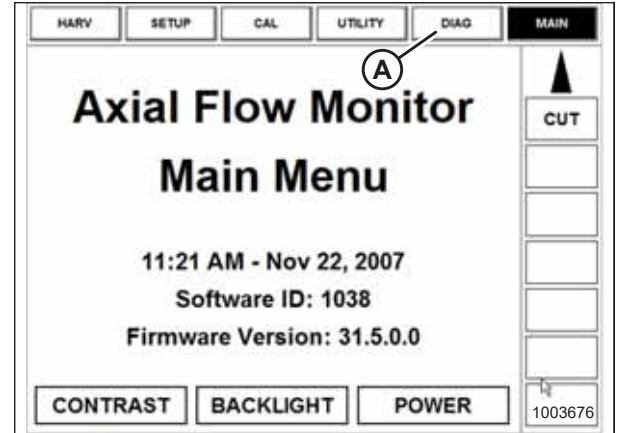 HARV SETUP CAL UTILITY DIAG MAIN
A
CUT
Axial Flow Monitor
Main Menu
11:21 AM - Nov 22, 2007
Software ID: 1038
Firmware Version: 31.5.0.0
CONTRAST BACKLIGHT POWER
1003676